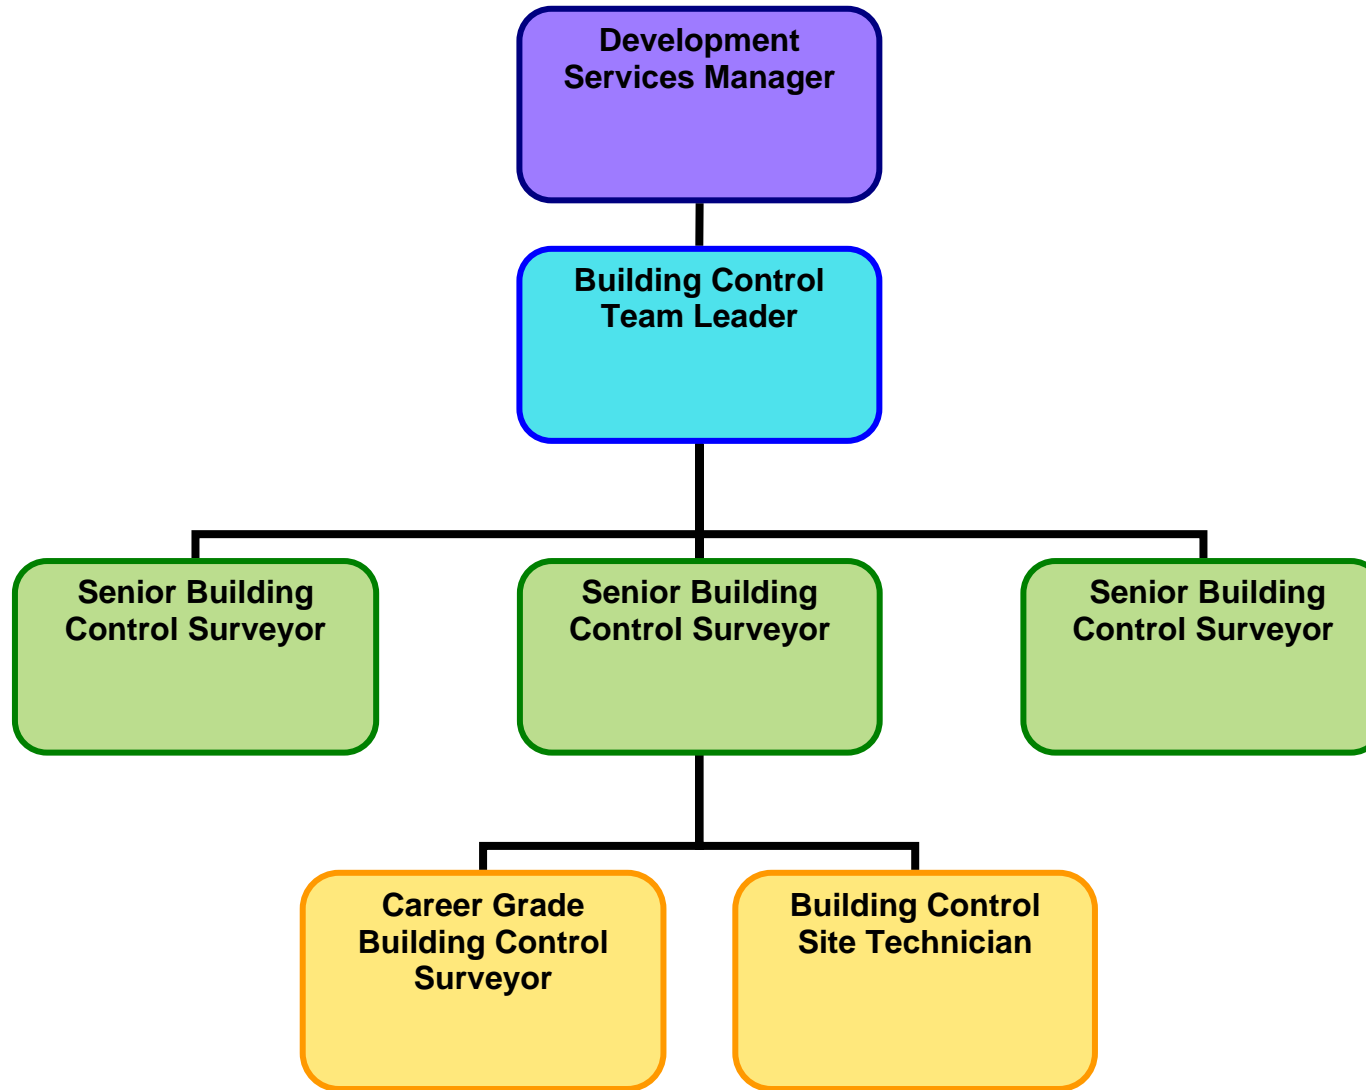 Development
Services Manager
Building Control
Team Leader
Senior Building
Control Surveyor
Senior Building
Control Surveyor
Senior Building
Control Surveyor
Career Grade
Building Control
Surveyor
Building Control
Site Technician